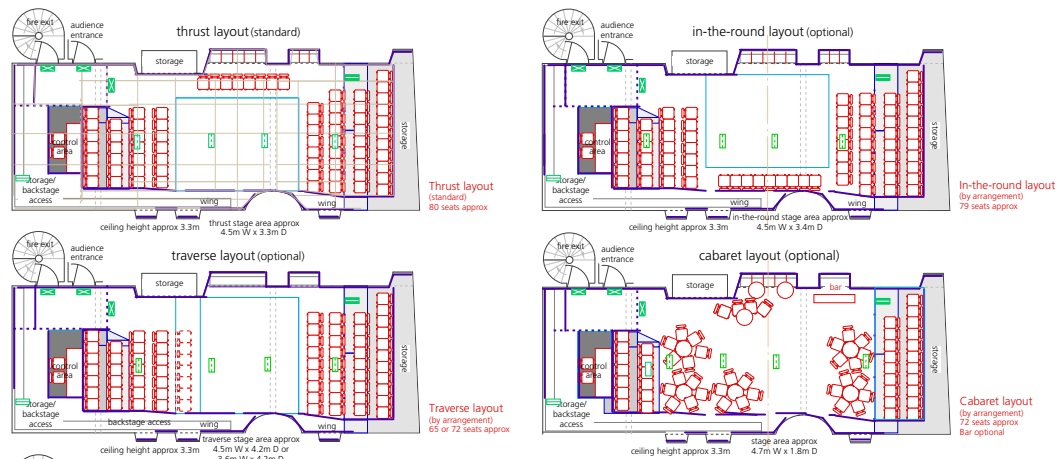 fire exit
audience
entrance
thrust layout (standard)
storage
control
area
storage/
backstage
access
wing
wing
storage
ceiling height approx 3.3m
thrust stage area approx
4.5m W x 3.3m D
Thrust layout
(standard)
80 seats approx
fire exit
audience
entrance
in-the-round layout (optional)
storage
control
area
storage/
backstage
access
wing
wing
storage
ceiling height approx 3.3m
in-the-round stage area approx
4.5m W x 3.4m D
In-the-round layout
(by arrangement)
79 seats approx
fire exit
audience
entrance
traverse layout (optional)
storage
control
area
storage/
backstage
access
backstage access
wing
wing
storage
ceiling height approx 3.3m
traverse stage area approx
4.5m W x 4.2m D or
3.6m W x 4.2m D
Traverse layout
(by arrangement)
65 or 72 seats approx
fire exit
audience
entrance
cabaret layout (optional)
storage
bar
control
area
storage/
backstage
access
storage
ceiling height approx 3.3m
stage area approx
4.7m W x 1.8m D
Cabaret layout
(by arrangement)
72 seats approx
Bar optional